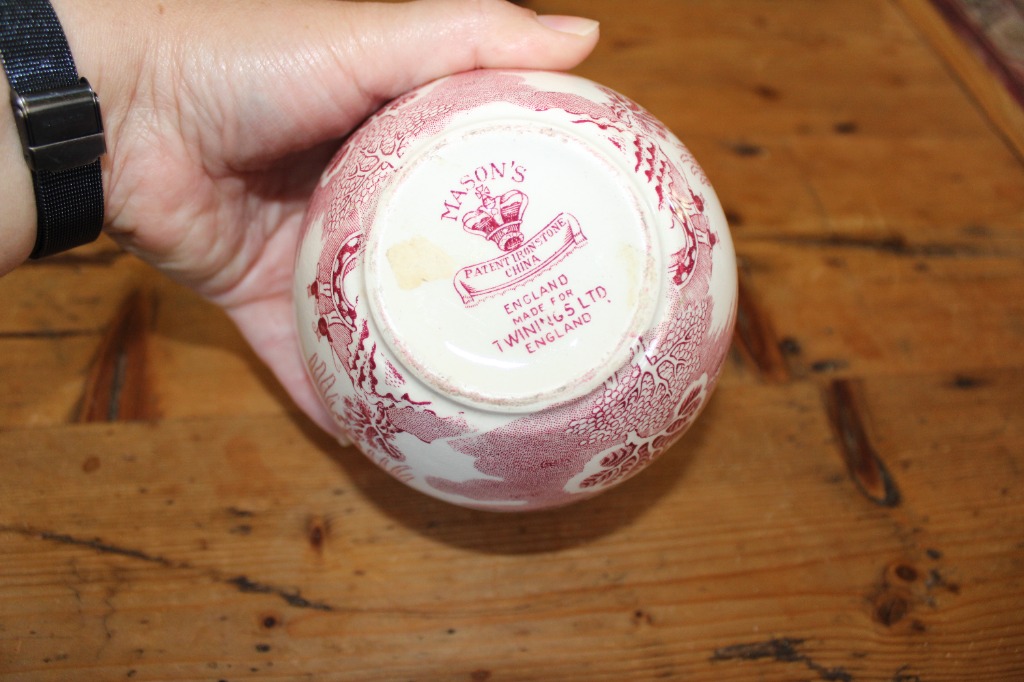 MASON'S
PATENT IRONSTONE
CHINA
ENGLAND
MADE FOR
TWININGS LTD.
ENGLAND